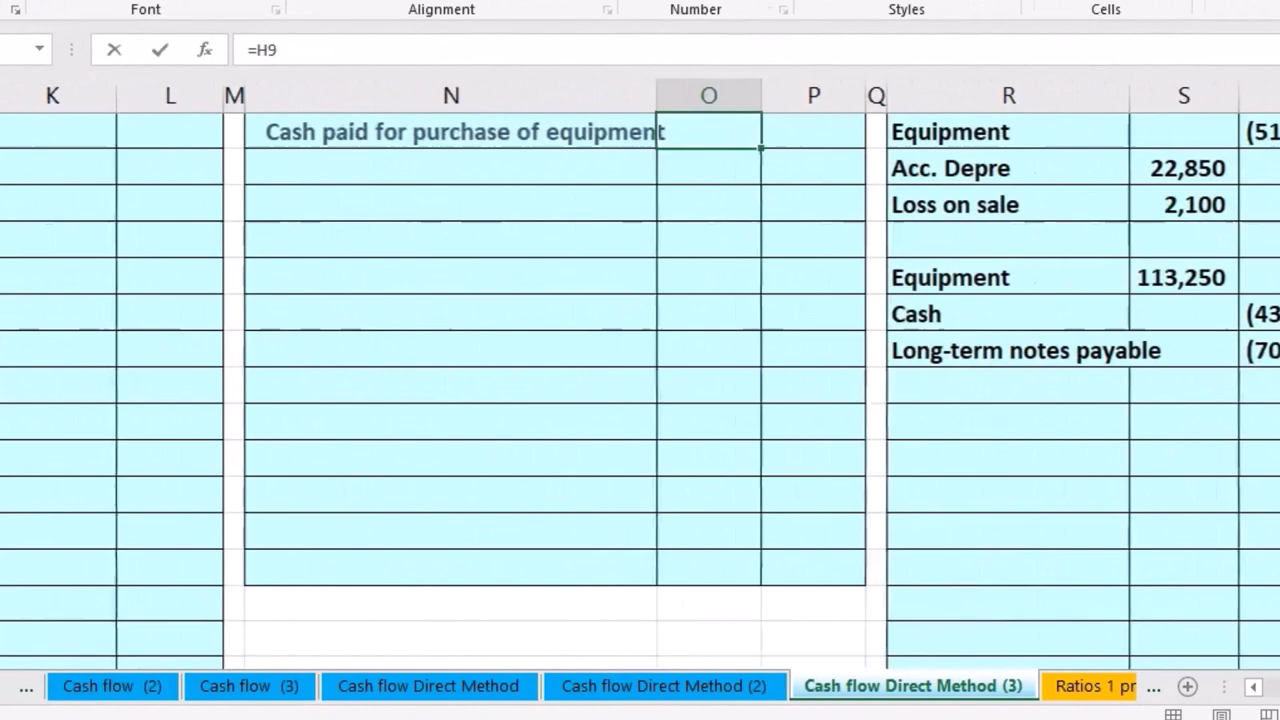 Font Alignment Number Styles Cells
=H9
K L M N O P Q R S
Cash paid for purchase of equipment Equipment (51
Acc. Depre 22,850
Loss on sale 2,100
Equipment 113,250
Cash (43
Long-term notes payable (70
... Cash flow (2) Cash flow (3) Cash flow Direct Method Cash flow Direct Method (2) Cash flow Direct Method (3) Ratios 1 pr ...